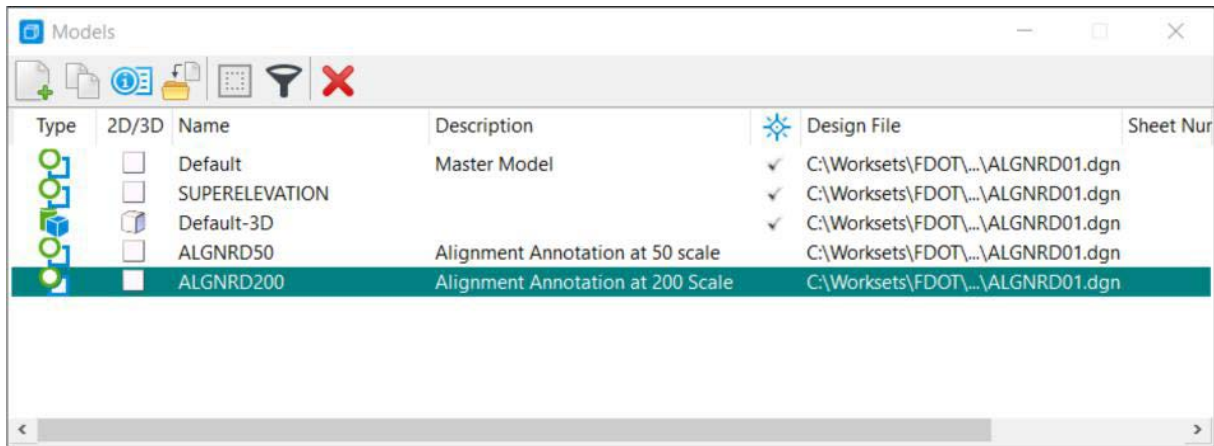 Models
Type 2D/3D Name Description Design File Sheet Nur
Default Master Model C:\Worksets\FDOT\...\ALGNRD01.dgn
SUPERELEVATION C:\Worksets\FDOT\...\ALGNRD01.dgn
Default-3D C:\Worksets\FDOT\...\ALGNRD01.dgn
ALGNRD50 Alignment Annotation at 50 scale C:\Worksets\FDOT\...\ALGNRD01.dgn
ALGNRD200 Alignment Annotation at 200 Scale C:\Worksets\FDOT\...\ALGNRD01.dgn